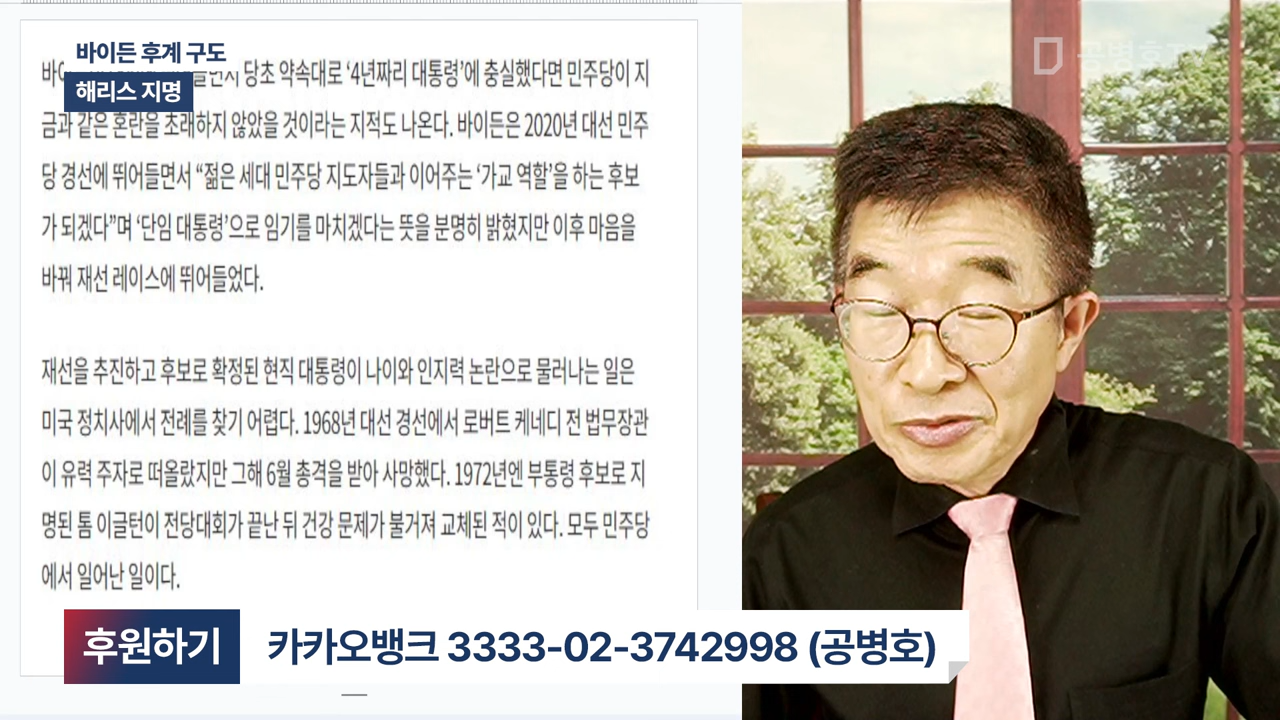 바이든 후계 구도
해리스 지명
당초 약속대로 ‘4년짜리 대통령’에 충실했다면 민주당이 지
금과 같은 혼란을 초래하지 않았을 것이라는 지적도 나온다. 바이든은 2020년 대선 민주
당 경선에 뛰어들면서 “젊은 세대 민주당 지도자들과 이어주는 ‘가교 역할’을 하는 후보
가 되겠다”며 ‘단임 대통령’으로 임기를 마치겠다는 뜻을 분명히 밝혔지만 이후 마음을
바꿔 재선 레이스에 뛰어들었다.
재선을 추진하고 후보로 확정된 현직 대통령이 나이와 인지력 논란으로 물러나는 일은
미국 정치사에서 전례를 찾기 어렵다. 1968년 대선 경선에서 로버트 케네디 전 법무장관
이 유력 주자로 떠올랐지만 그해 6월 총격을 받아 사망했다. 1972년엔 부통령 후보로 지
명된 톰 이글턴이 전당대회가 끝난 뒤 건강 문제가 불거져 교체된 적이 있다. 모두 민주당
에서 일어난 일이다.
공병호TV
후원하기
카카오뱅크 3333-02-3742998 (공병호)